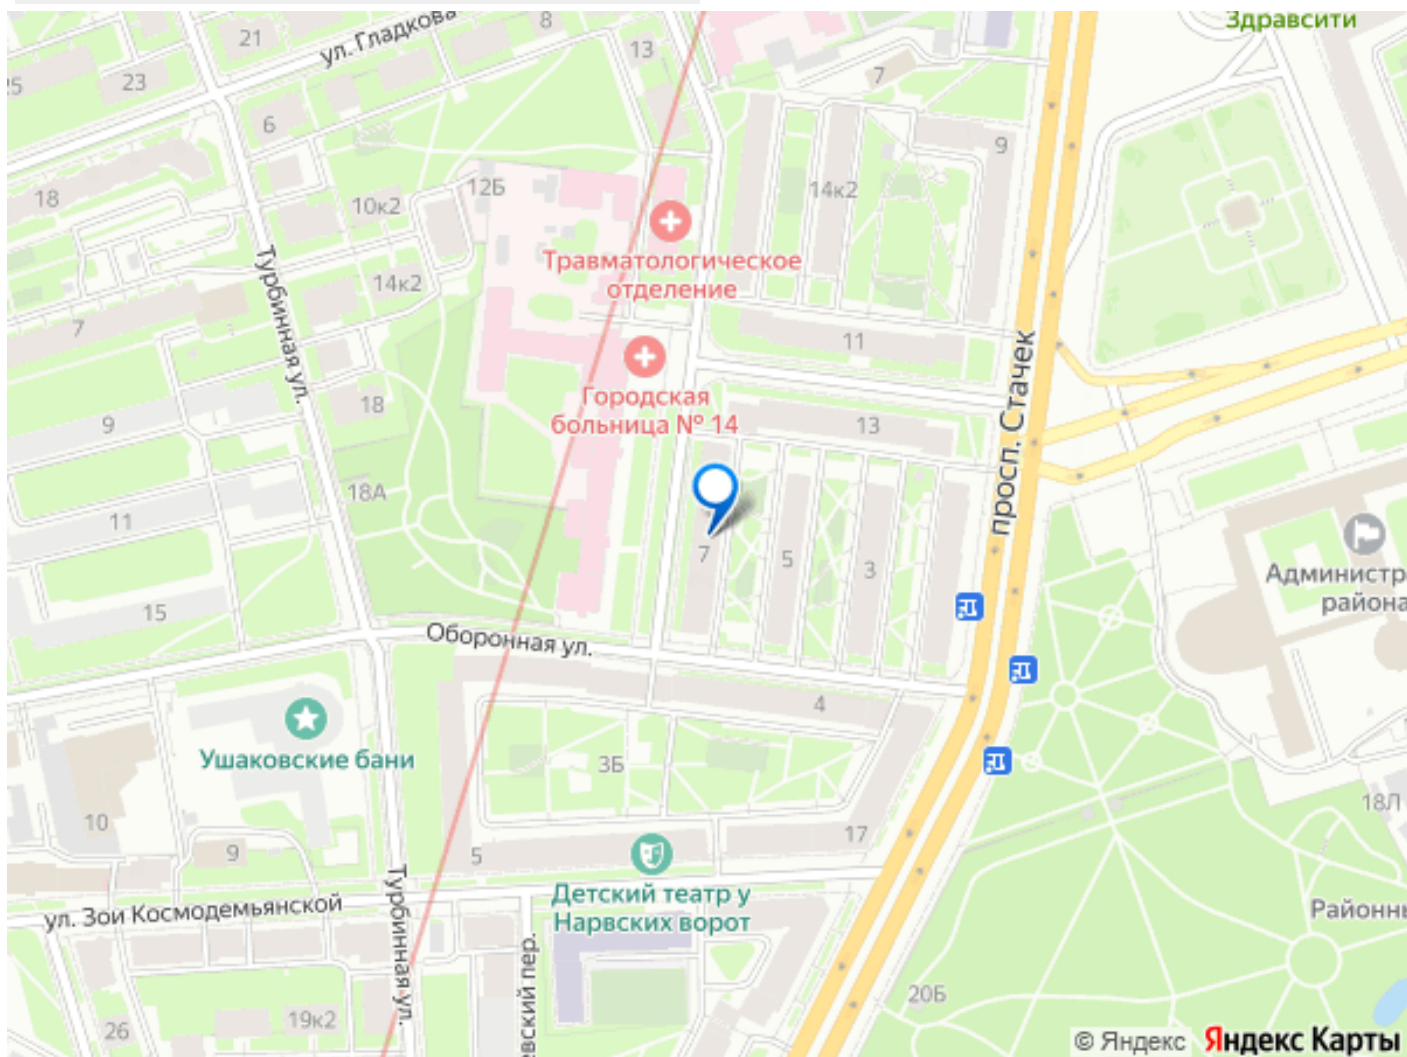 Здравсити
ул. Гладкова
8
21
13
25
23
7
6
9
18
12Б
10к2
14к2
Травматологическое
отделение
Турбинная ул.
14к2
7
11
просп. Стачек
Городская
больница № 14
18
9
13
18А
11
7
5
3
Администр
района
15
Оборонная ул.
4
Ушаковские бани
3Б
18Л
10
17
9
5
Детский театр у
Нарвских ворот
Турбинная ул.
ул. Зои Космодемьянской
Районны
евский пер.
20Б
26
19к2
© Яндекс Яндекс Карты